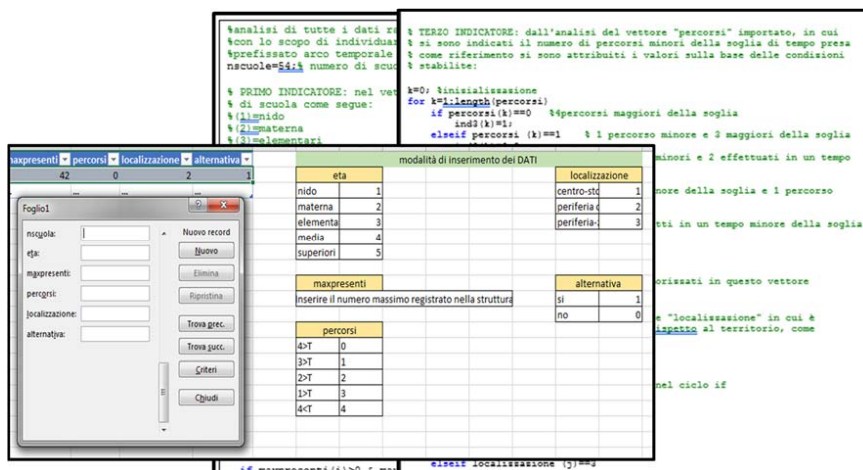 %analisi di tutte i dati ra
%con lo scopo di individuar
%prefissato arco temporale
nscuole=54;% numero di scuo
% PRIMO INDICATORE: nel vet
% di scuola come segue:
%(1)=nido
%(2)=materna
%(3)=elementari
% TERZO INDICATORE: dall'analisi del vettore "percorsi" importato, in cui
% si sono indicati il numero di percorsi minori della soglia di tempo presa
% come riferimento si sono attribuiti i valori sulla base delle condizioni
% stabilite:
k=0; %inizializzazione
for k=1:length(percorsi)
if percorsi(k)==0 %4percorsi maggiori della soglia
ind3(k)=1;
elseif percorsi (k)==1 % 1 percorso minore e 3 maggiori della soglia
minori e 2 effettuati in un tempo
nore della soglia e 1 percorso
tti in un tempo minore della soglia
orizzati in questo vettore
e "localizzazione" in cui è
ispetto al territorio, come
nel ciclo if
elseif localizzazione (j)==3
if maxpresenti(i)>0 & max
maxpresenti percorsi localizzazione alternativa
42 0 2 1
... ... ... ...
Foglio1
nscuola:
eta:
maxpresenti:
percorsi:
localizzazione:
alternativa:
Nuovo record
Nuovo
Elimina
Ripristina
Trova prec.
Trova succ.
Criteri
Chiudi
modalità di inserimento dei DATI
eta
nido 1
materna 2
elementa 3
media 4
superiori 5
localizzazione
centro-sto 1
periferia c 2
periferia-: 3
maxpresenti
Inserire il numero massimo registrato nella struttura
alternativa
si 1
no 0
percorsi
4>T 0
3>T 1
2>T 2
1>T 3
4<T 4